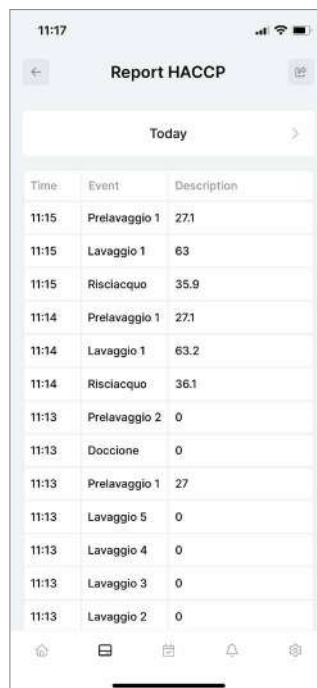 11:17
Report HACCP
Today
Time Event Description
11:15 Prelavaggio 1 27.1
11:15 Lavaggio 1 63
11:15 Risciacquo 35.9
11:14 Prelavaggio 1 27.1
11:14 Lavaggio 1 63.2
11:14 Risciacquo 36.1
11:13 Prelavaggio 2 0
11:13 Doccione 0
11:13 Prelavaggio 1 27
11:13 Lavaggio 5 0
11:13 Lavaggio 4 0
11:13 Lavaggio 3 0
11:13 Lavaggio 2 0